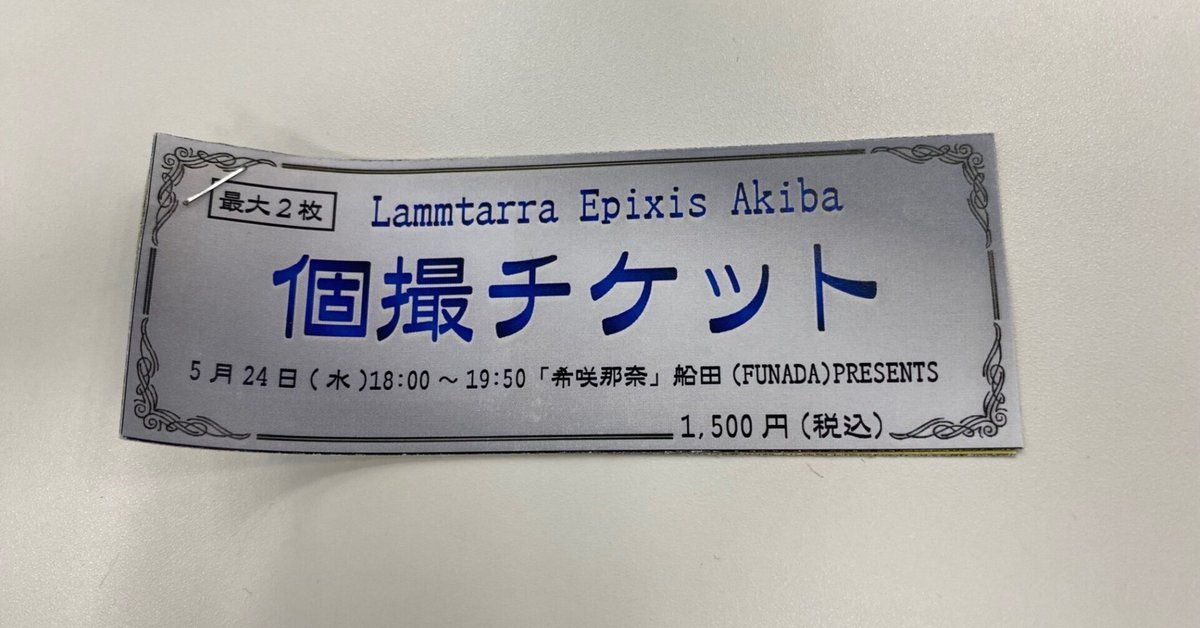 最大2枚
Lammtarra Epixis Akiba
個撮チケット
5月24日(水)18:00～19:50「希咲那奈」船田(FUNADA)PRESENTS
1,500円(税込)